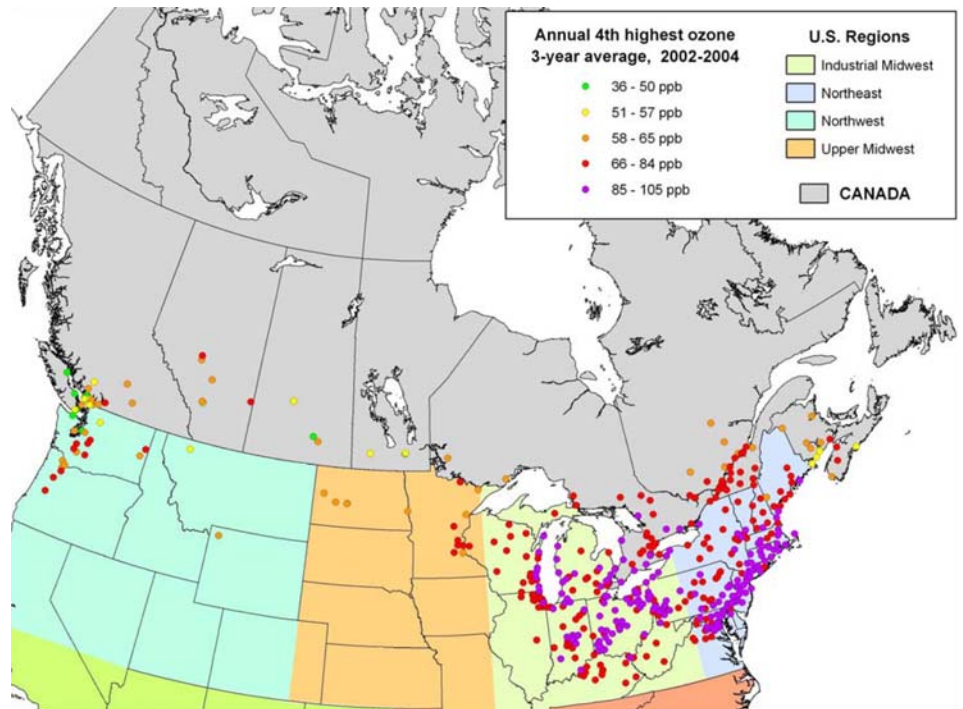 Annual 4th highest ozone
3-year average, 2002-2004
36 - 50 ppb
51 - 57 ppb
58 - 65 ppb
66 - 84 ppb
85 - 105 ppb
U.S. Regions
Industrial Midwest
Northeast
Northwest
Upper Midwest
CANADA